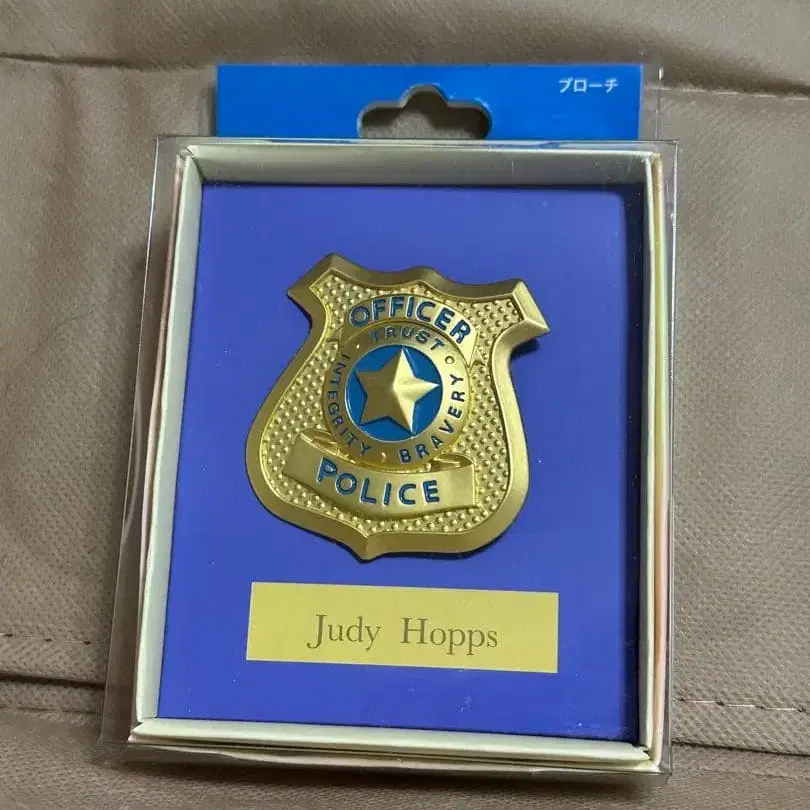 ブローチ
OFFICER
TRUST
INTEGRITY
BRAVERY
POLICE
Judy Hopps